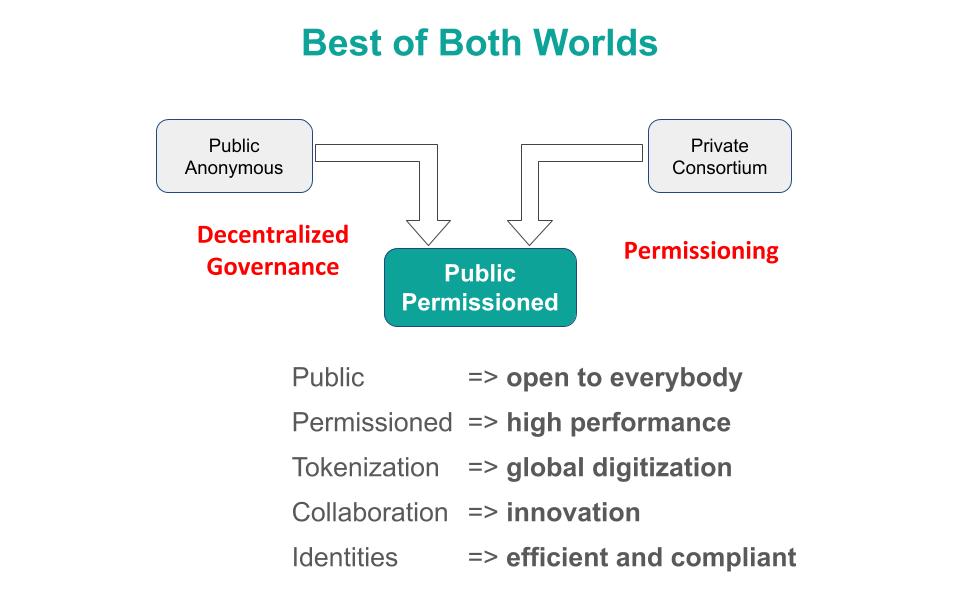 Best of Both Worlds
Public
Anonymous
Private
Consortium
Decentralized
Governance
Permissioning
Public
Permissioned
Public => open to everybody
Permissioned => high performance
Tokenization => global digitization
Collaboration => innovation
Identities => efficient and compliant